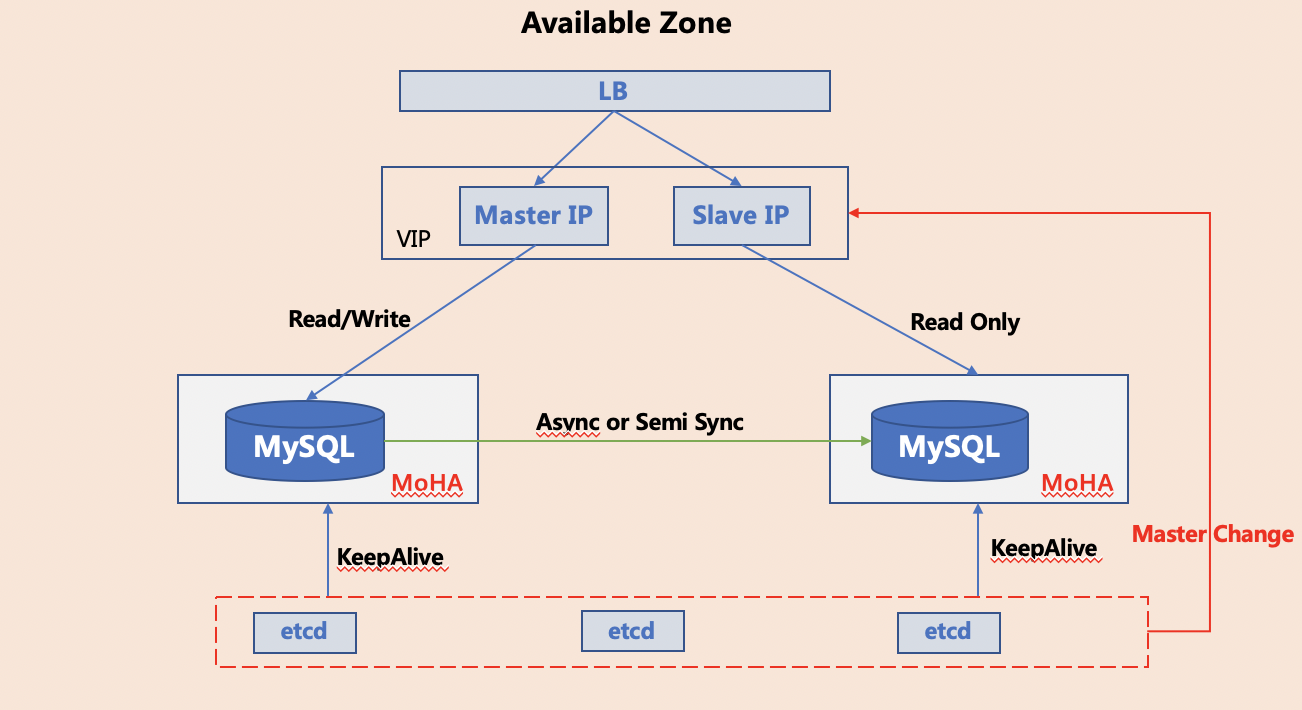 Available Zone
LB
Master IP
Slave IP
VIP
Read/Write
Read Only
Async or Semi Sync
MySQL
MySQL
MoHA
MoHA
Master Change
KeepAlive
KeepAlive
etcd
etcd
etcd